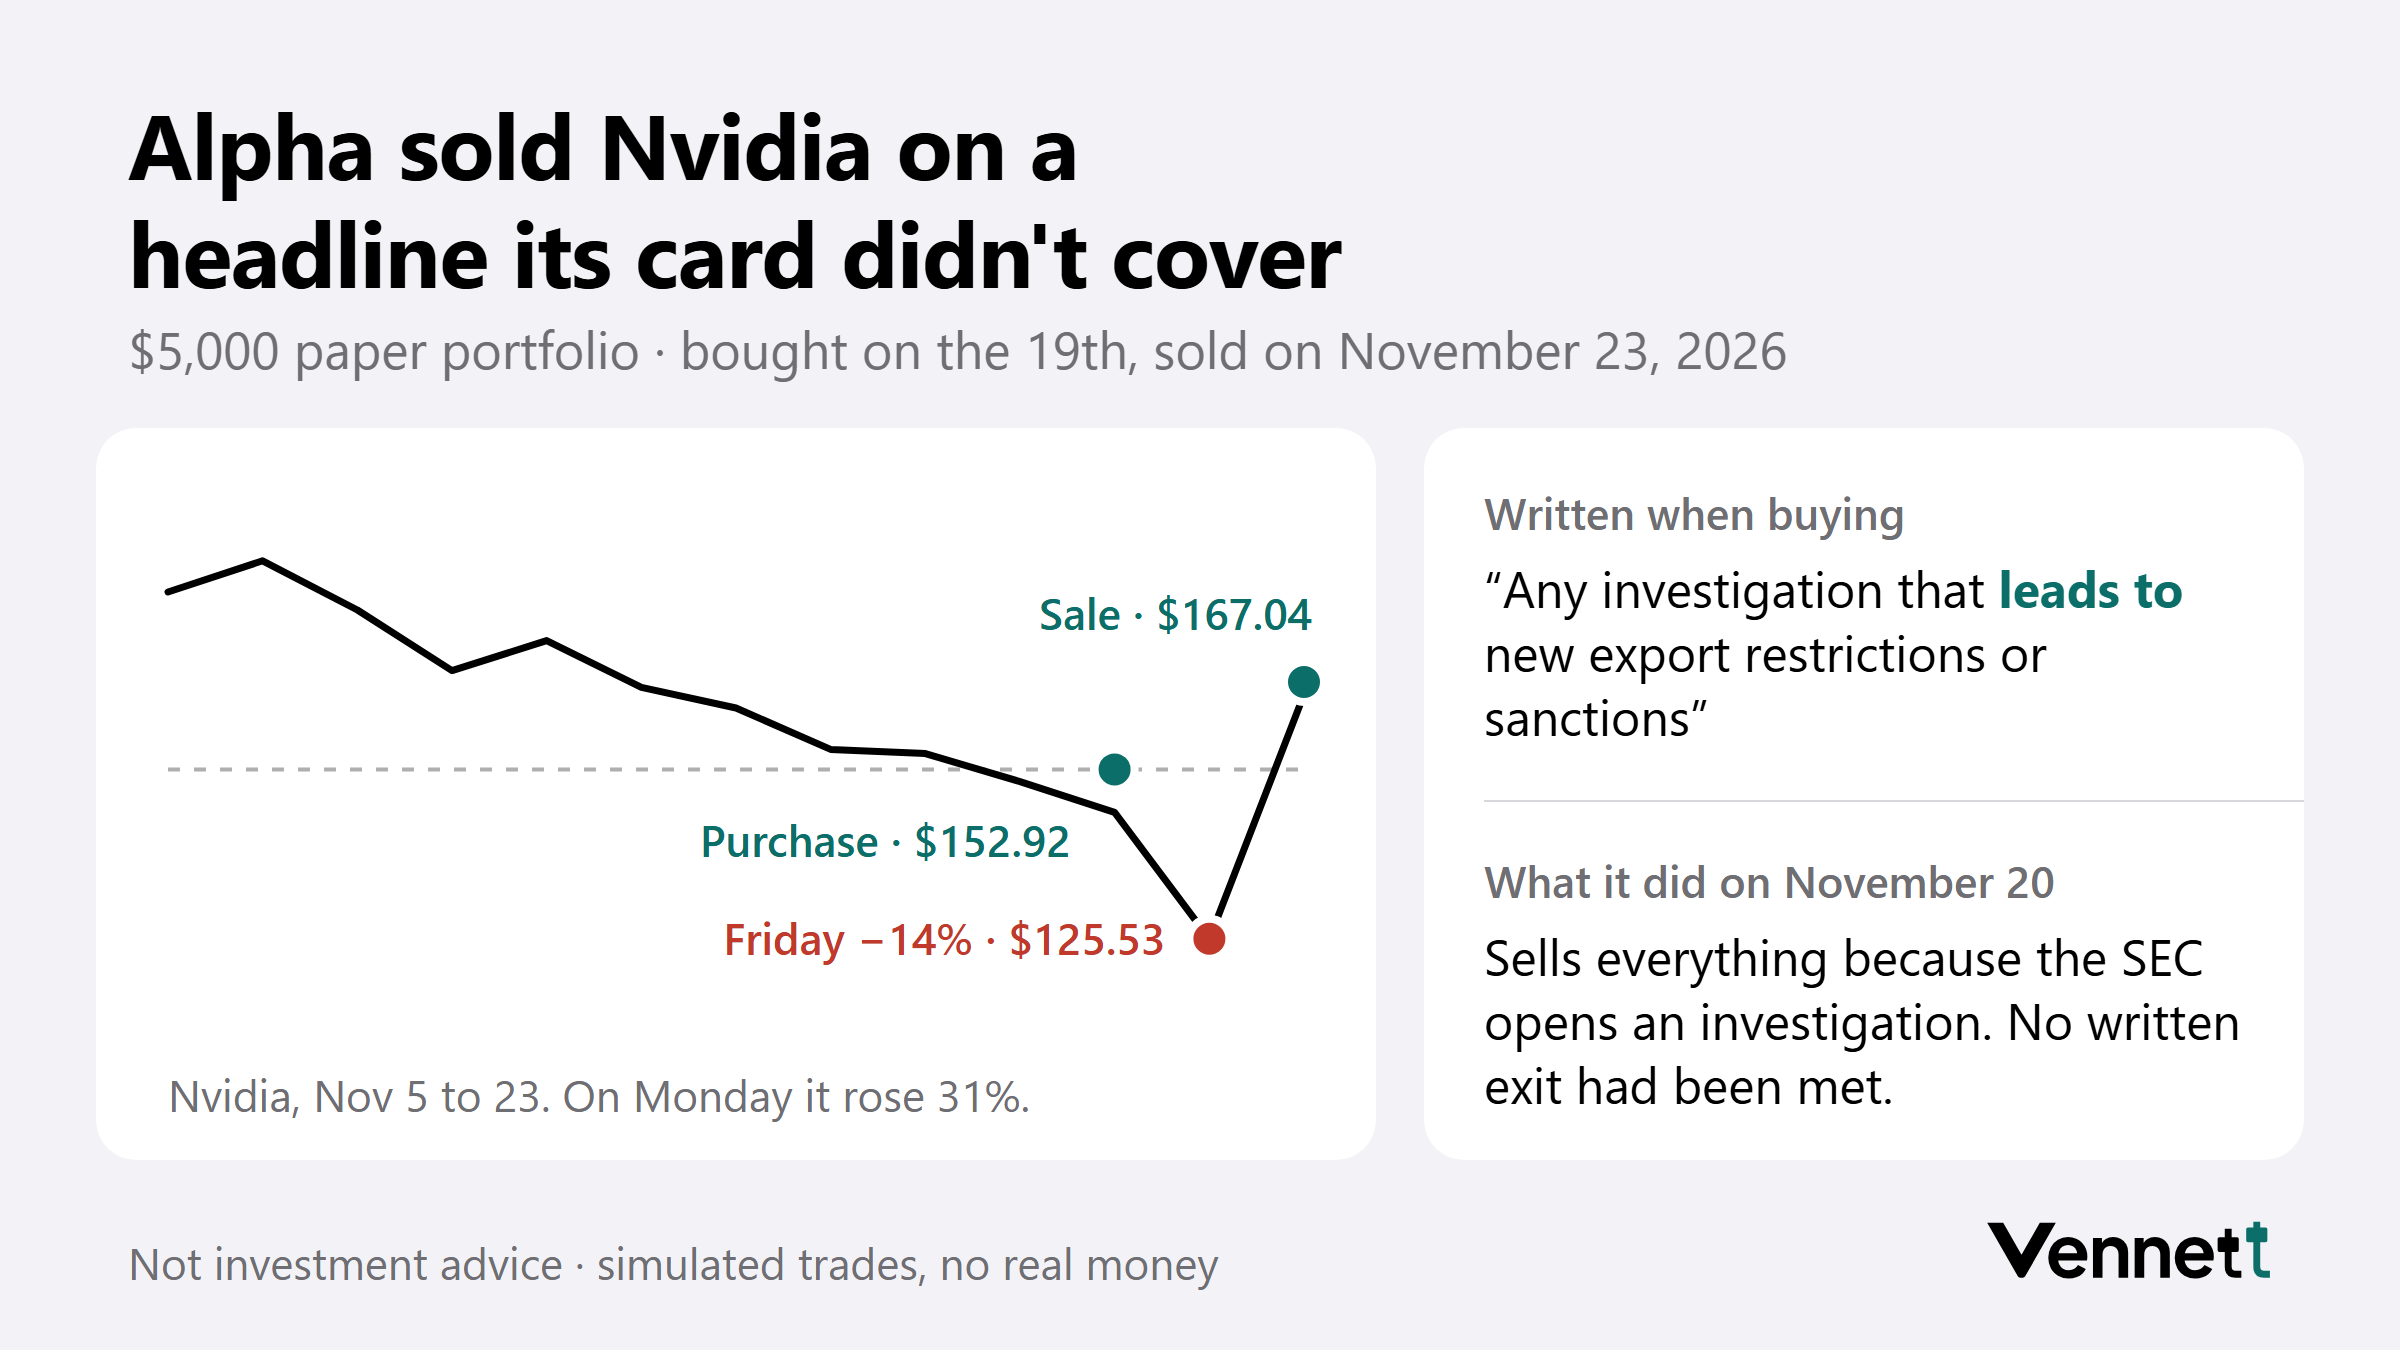 Alpha sold Nvidia on a
headline its card didn't cover
$5,000 paper portfolio · bought on the 19th, sold on November 23, 2026
Sale · $167.04
Purchase · $152.92
Friday −14% · $125.53
Nvidia, Nov 5 to 23. On Monday it rose 31%.
Written when buying
“Any investigation that leads to
new export restrictions or
sanctions”
What it did on November 20
Sells everything because the SEC
opens an investigation. No written
exit had been met.
Not investment advice · simulated trades, no real money
Vennett